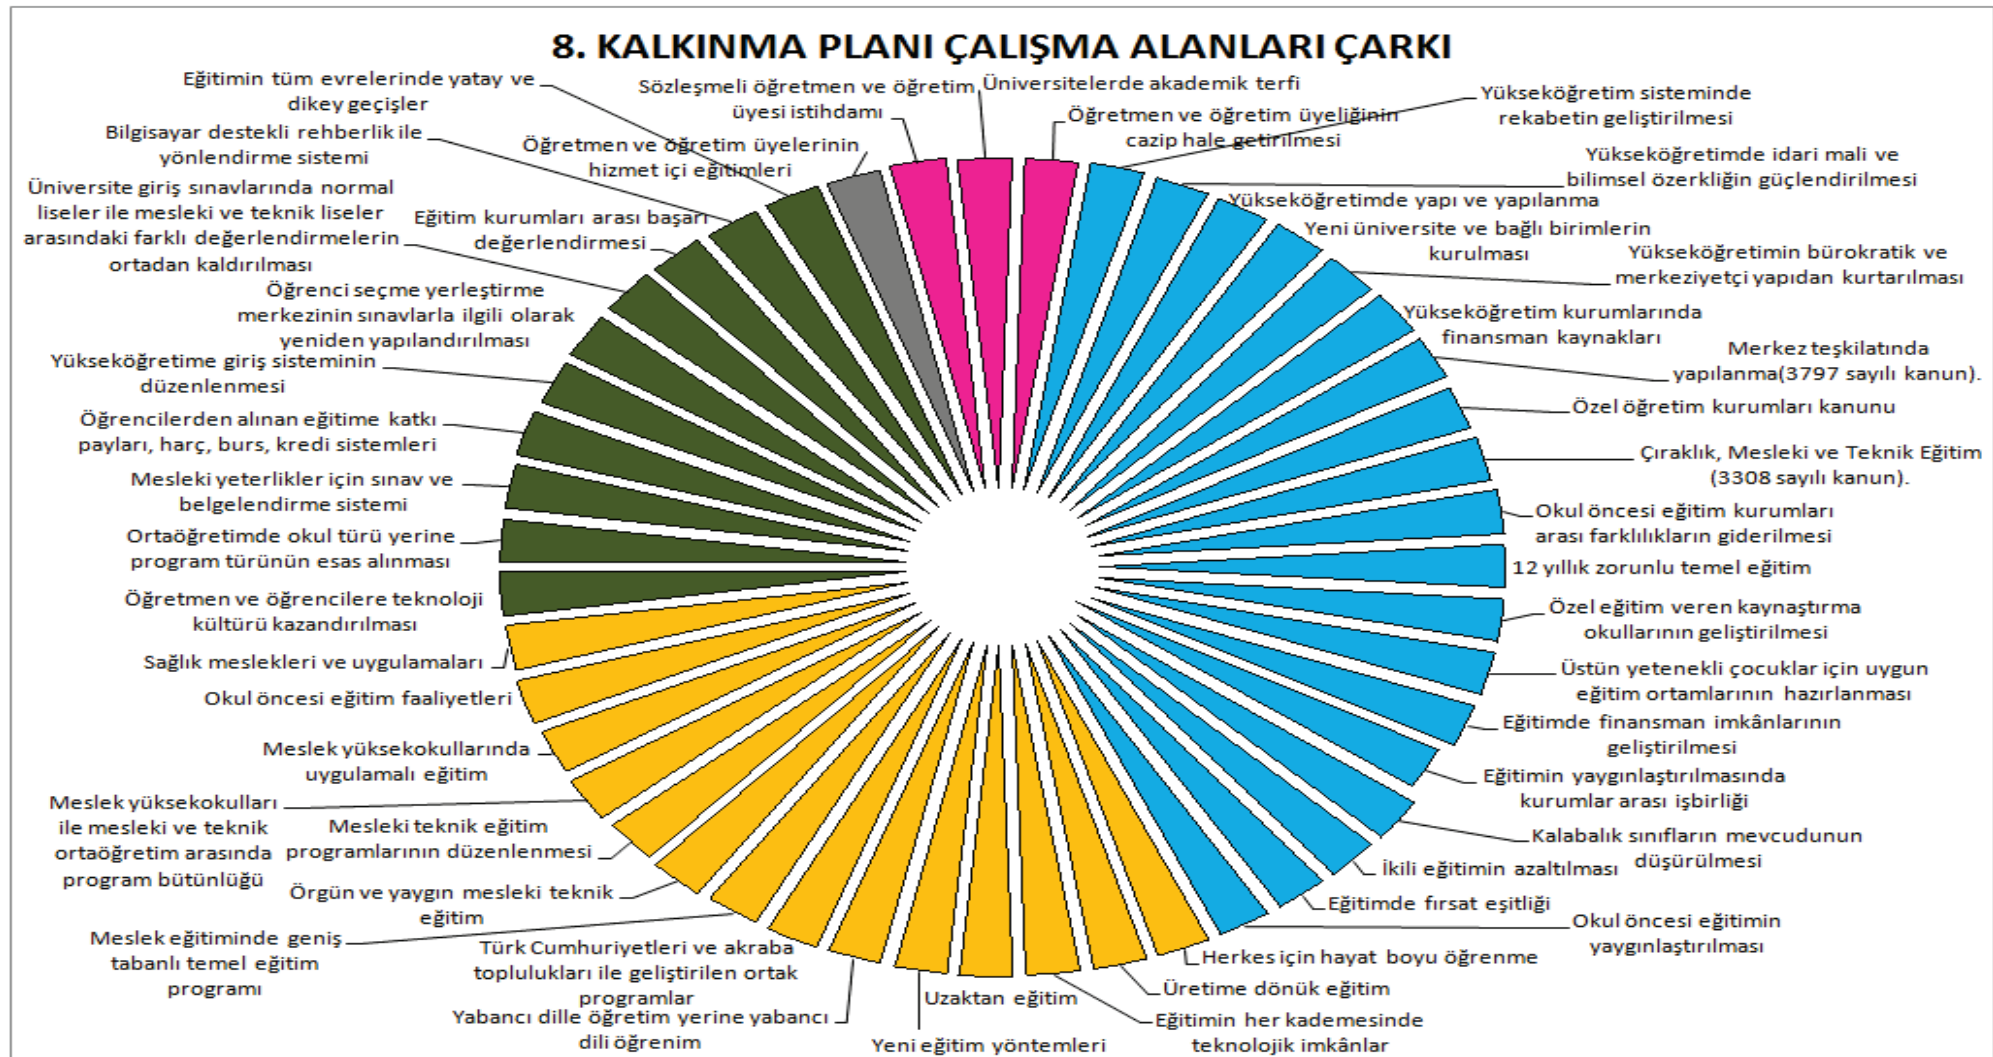 8. KALKINMA PLANI ÇALIŞMA ALANLARI ÇARKI
Üniversitelerde akademik terfi
Öğretmen ve öğretim üyeliğinin
cazip hale getirilmesi
Yükseköğretim sisteminde
rekabetin geliştirilmesi
Yükseköğretimde idari mali ve
bilimsel özerkliğin güçlendirilmesi
Yükseköğretimde yapı ve yapılanma
Yeni üniversite ve bağlı birimlerin
kurulması
Yükseköğretimin bürokratik ve
merkeziyetçi yapıdan kurtarılması
Yükseköğretim kurumlarında
finansman kaynakları
Merkez teşkilatında
yapılanma(3797 sayılı kanun).
Özel öğretim kurumları kanunu
Çıraklık, Mesleki ve Teknik Eğitim
(3308 sayılı kanun).
Okul öncesi eğitim kurumları
arası farklılıkların giderilmesi
12 yıllık zorunlu temel eğitim
Özel eğitim veren kaynaştırma
okullarının geliştirilmesi
Üstün yetenekli çocuklar için uygun
eğitim ortamlarının hazırlanması
Eğitimde finansman imkânlarının
geliştirilmesi
Eğitimin yaygınlaştırılmasında
kurumlar arası işbirliği
Kalabalık sınıfların mevcudunun
düşürülmesi
İkili eğitimin azaltılması
Eğitimde fırsat eşitliği
Okul öncesi eğitimin
yaygınlaştırılması
Herkes için hayat boyu öğrenme
Üretime dönük eğitim
Eğitimin her kademesinde
teknolojik imkânlar
Uzaktan eğitim
Yeni eğitim yöntemleri
Yabancı dille öğretim yerine yabancı
dili öğrenim
Türk Cumhuriyetleri ve akraba
toplulukları ile geliştirilen ortak
programlar
Meslek eğitiminde geniş
tabanlı temel eğitim
programı
Örgün ve yaygın mesleki teknik
eğitim
Mesleki teknik eğitim
programlarının düzenlenmesi
Meslek yüksekokulları
ile mesleki ve teknik
ortaöğretim arasında
program bütünlüğü
Meslek yüksekokullarında
uygulamalı eğitim
Okul öncesi eğitim faaliyetleri
Sağlık meslekleri ve uygulamaları
Öğretmen ve öğrencilere teknoloji
kültürü kazandırılması
Ortaöğretimde okul türü yerine
program türünün esas alınması
Mesleki yeterlikler için sınav ve
belgelendirme sistemi
Öğrencilerden alınan eğitime katkı
payları, harç, burs, kredi sistemleri
Yükseköğretime giriş sisteminin
düzenlenmesi
Öğrenci seçme yerleştirme
merkezinin sınavlarla ilgili olarak
yeniden yapılandırılması
Üniversite giriş sınavlarında normal
liseler ile mesleki ve teknik liseler
arasındaki farklı değerlendirmelerin
ortadan kaldırılması
Eğitim kurumları arası başarı
değerlendirmesi
Bilgisayar destekli rehberlik ile
yönlendirme sistemi
Eğitimin tüm evrelerinde yatay ve
dikey geçişler
Öğretmen ve öğretim üyelerinin
hizmet içi eğitimleri
Sözleşmeli öğretmen ve öğretim
üyesi istihdamı